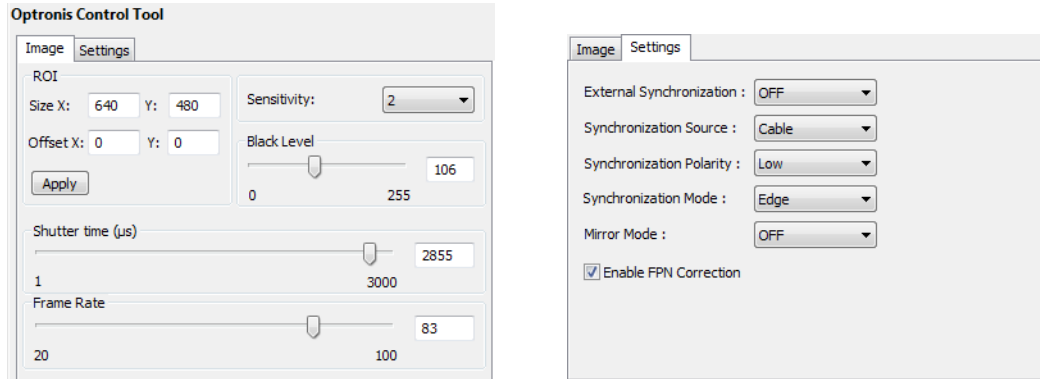 Optronis Control Tool
Image Settings
ROI
Size X: 640 Y: 480
Offset X: 0 Y: 0
Apply
Sensitivity: 2
Black Level
106
0 255
Shutter time (µs)
2855
1 3000
Frame Rate
83
20 100
Image Settings
External Synchronization : OFF
Synchronization Source : Cable
Synchronization Polarity : Low
Synchronization Mode : Edge
Mirror Mode : OFF
Enable FPN Correction